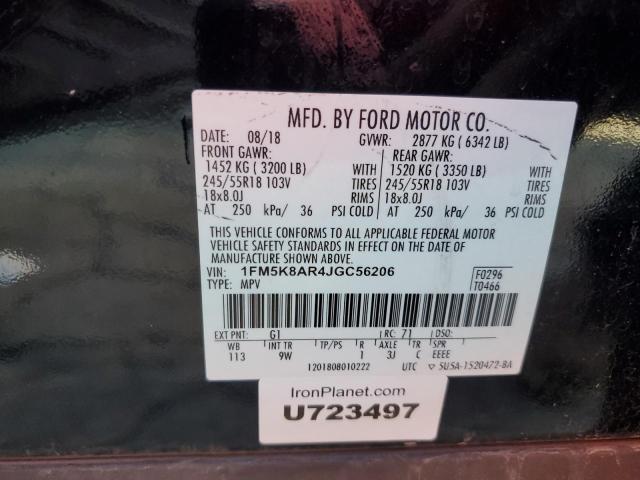 MFD. BY FORD MOTOR CO.
DATE: 08/18 GVWR: 2877 KG (6342 LB)
FRONT GAWR: REAR GAWR:
1452 KG (3200 LB) WITH 1520 KG (3350 LB) WITH
245/55R18 103V TIRES 245/55R18 103V TIRES
18x8.0J RIMS 18x8.0J RIMS
AT 250 kPa/ 36 PSI COLD AT 250 kPa/ 36 PSI COLD
THIS VEHICLE CONFORMS TO ALL APPLICABLE FEDERAL MOTOR
VEHICLE SAFETY STANDARDS IN EFFECT ON THE DATE OF
MANUFACTURE SHOWN ABOVE.
VIN: 1FM5K8AR4JGC56206 F0296
TYPE: MPV T0466
EXT PNT: G1 RC: 71 DSO:
WB INT TR TP/PS R AXLE TR SPR
113 9W 1 3J C EEEE
1201808010222 UTC ▽ 5U5A-1520472-BA
IronPlanet.com
U723497